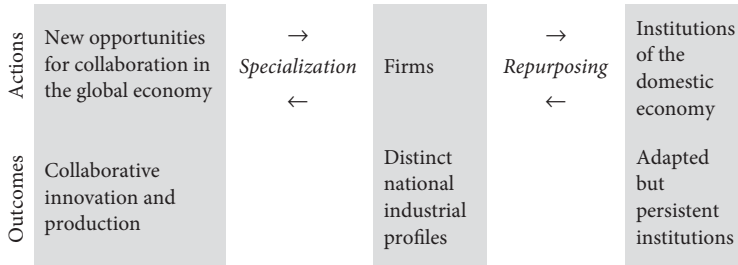 Actions
New opportunities
for collaboration in
the global economy
→
Specialization
←
Firms
→
Repurposing
←
Institutions
of the
domestic
economy
Outcomes
Collaborative
innovation and
production
Distinct
national
industrial
profiles
Adapted
but
persistent
institutions